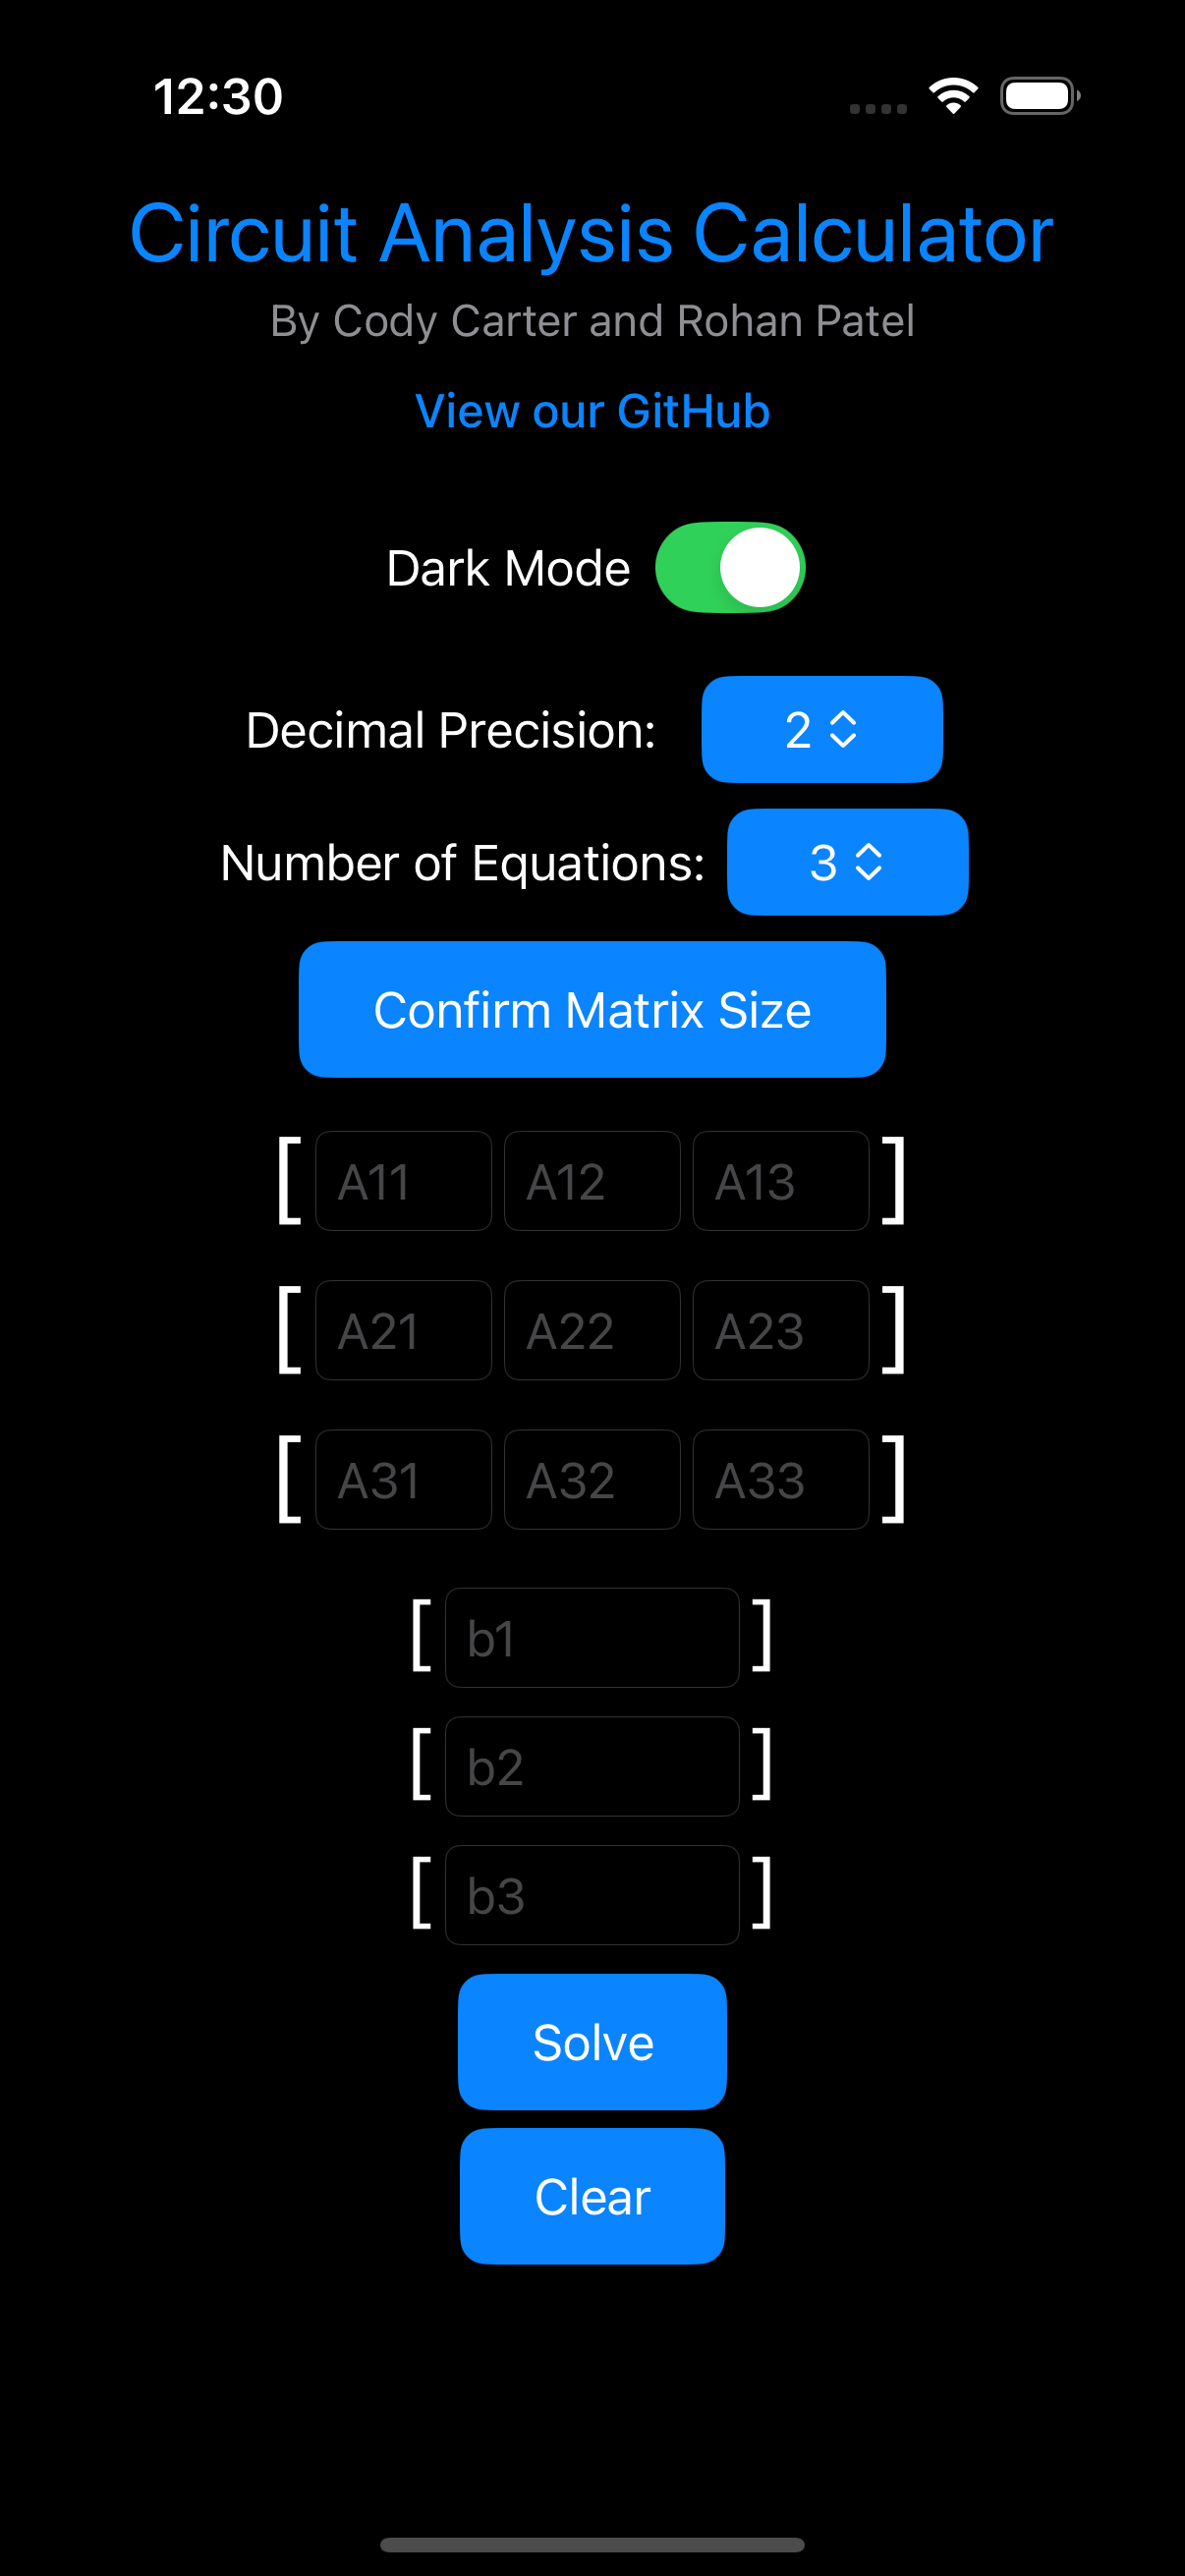 12:30
Circuit Analysis Calculator
By Cody Carter and Rohan Patel
View our GitHub
Dark Mode
Decimal Precision: 2
Number of Equations: 3
Confirm Matrix Size
[ A11 A12 A13 ]
[ A21 A22 A23 ]
[ A31 A32 A33 ]
[ b1 ]
[ b2 ]
[ b3 ]
Solve
Clear